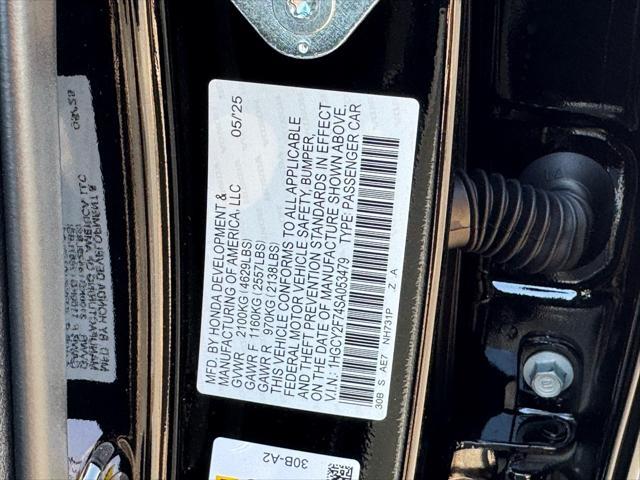 MFD. BY HONDA DEVELOPMENT &
MANUFACTURING OF AMERICA, LLC 05/25
GVWR 2100KG (4629LBS)
GAWR F 1160KG (2557LBS)
GAWR R 970KG (2138LBS)
THIS VEHICLE CONFORMS TO ALL APPLICABLE
FEDERAL MOTOR VEHICLE SAFETY, BUMPER,
AND THEFT PREVENTION STANDARDS IN EFFECT
ON THE DATE OF MANUFACTURE SHOWN ABOVE.
V.I.N. 1HGCY2F74SA053479 TYPE: PASSENGER CAR
30B S AE7 NH731P Z A
30B-A2